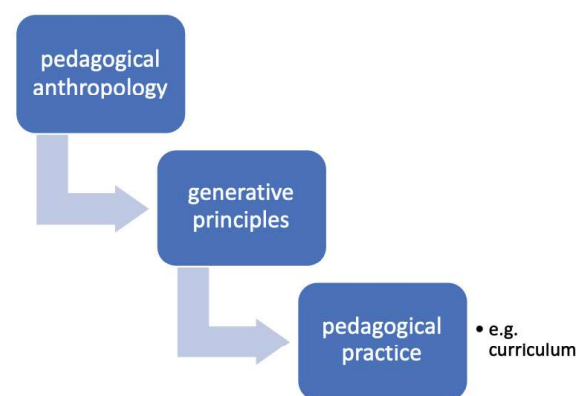 pedagogical
anthropology
generative
principles
pedagogical
practice
• e.g.
curriculum